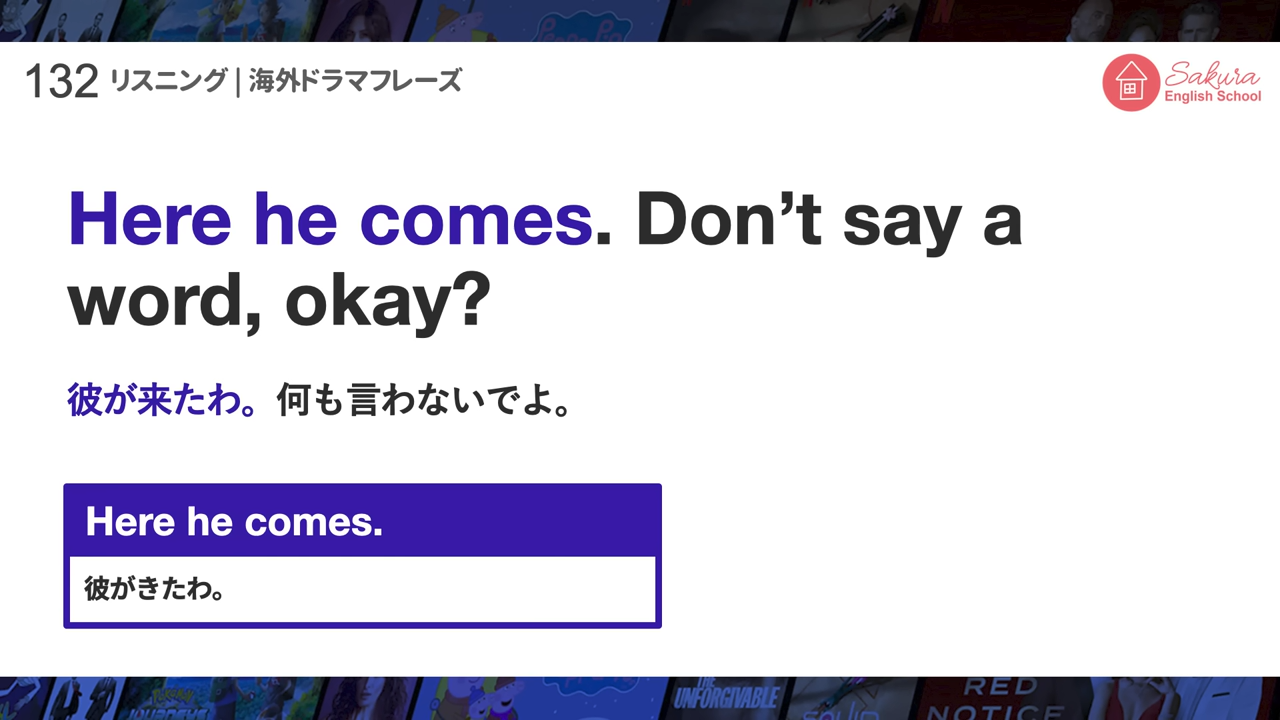 132 リスニング | 海外ドラマフレーズ
Sakura
English School
Here he comes. Don’t say a
word, okay?
彼が来たわ。何も言わないでよ。
Here he comes.
彼がきたわ。
THE
UNFORGIVABLE
RED
NOTICE